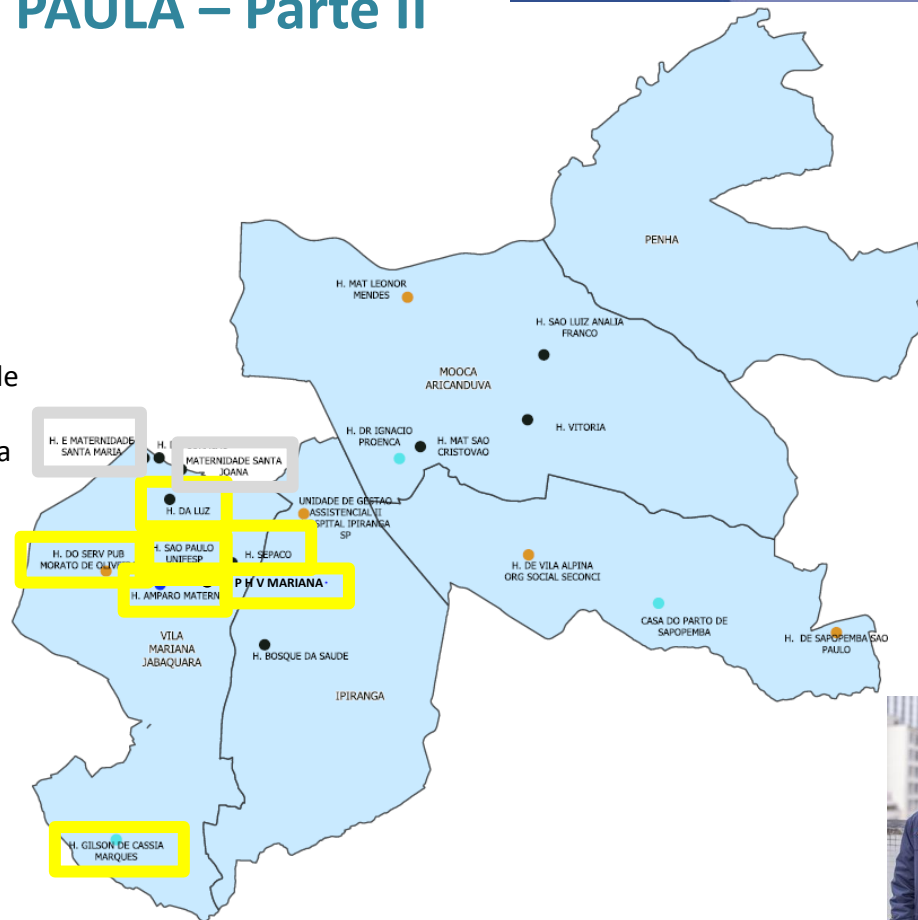 PAULA – Parte II
PENHA
H. MAT LEONOR
MENDES
H. SAO LUIZ ANALIA
FRANCO
MOOCA
ARICANDUVA
H. DR IGNACIO
PROENCA
H. MAT SAO
CRISTOVAO
H. VITORIA
H. E MATERNIDADE
SANTA MARIA
MATERNIDADE SANTA
JOANA
H. DA LUZ
UNIDADE DE GESTAO
ASSISTENCIAL II
HOSPITAL IPIRANGA
SP
H. DO SERV PUB
MORATO DE
H. SAO PAULO
UNIFESP
H. SEPACO
H. AMPARO MATERN
P H V MARIANA
H. DE VILA ALPINA
ORG SOCIAL SECONCI
CASA DO PARTO DE
SAPOPEMBA
H. DE SAPOPEMBA SAO
PAULO
VILA
MARIANA
JABAQUARA
H. BOSQUE DA SAUDE
IPIRANGA
H. GILSON DE CASSIA
MARQUES